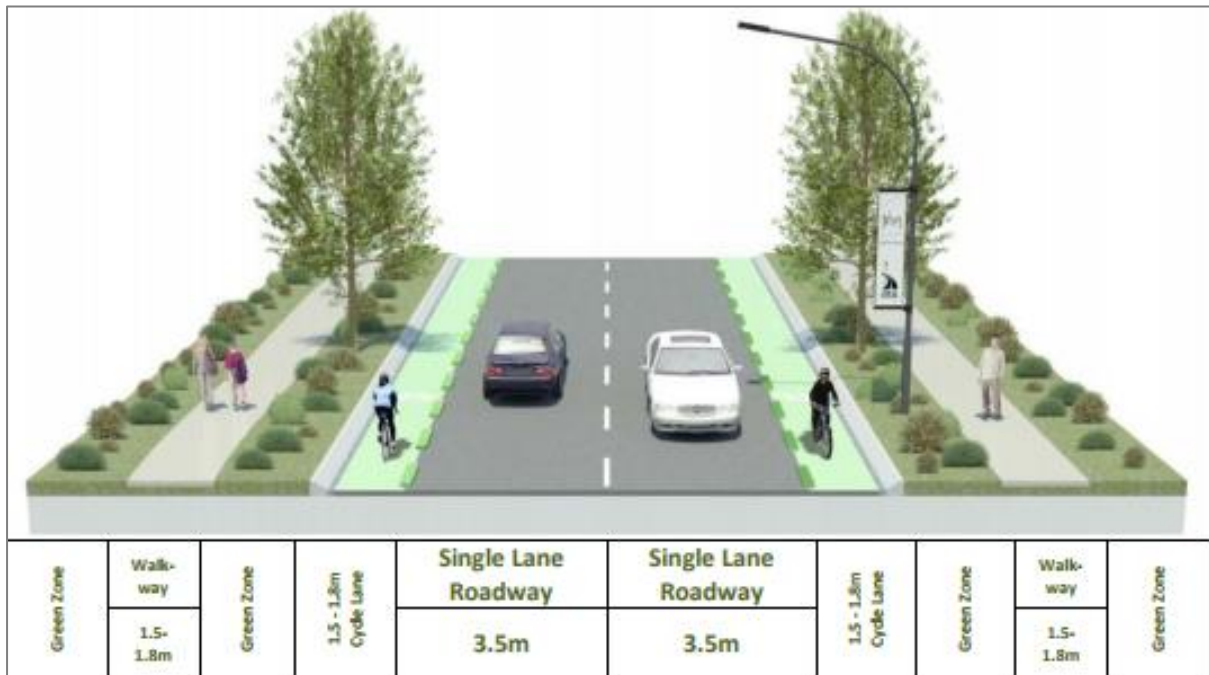 Green Zone
Walk-
way
1.5-
1.8m
Green Zone
1.5 - 1.8m
Cycle Lane
Single Lane
Roadway
3.5m
Single Lane
Roadway
3.5m
1.5 - 1.8m
Cycle Lane
Green Zone
Walk-
way
1.5-
1.8m
Green Zone